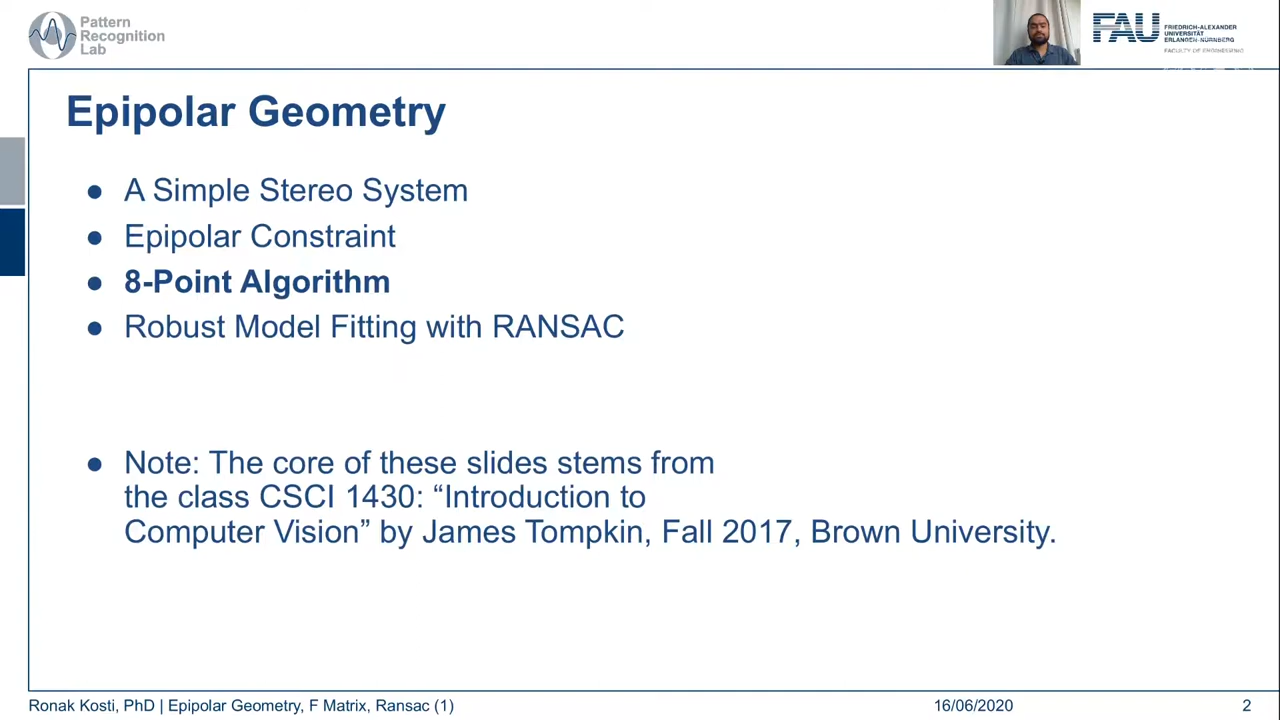 Pattern
Recognition
Lab
FAU
FRIEDRICH-ALEXANDER
UNIVERSITÄT
ERLANGEN-NÜRNBERG
FACULTY OF ENGINEERING
Epipolar Geometry
● A Simple Stereo System
● Epipolar Constraint
● 8-Point Algorithm
● Robust Model Fitting with RANSAC
● Note: The core of these slides stems from
the class CSCI 1430: “Introduction to
Computer Vision” by James Tompkin, Fall 2017, Brown University.
Ronak Kosti, PhD | Epipolar Geometry, F Matrix, Ransac (1)
16/06/2020
2